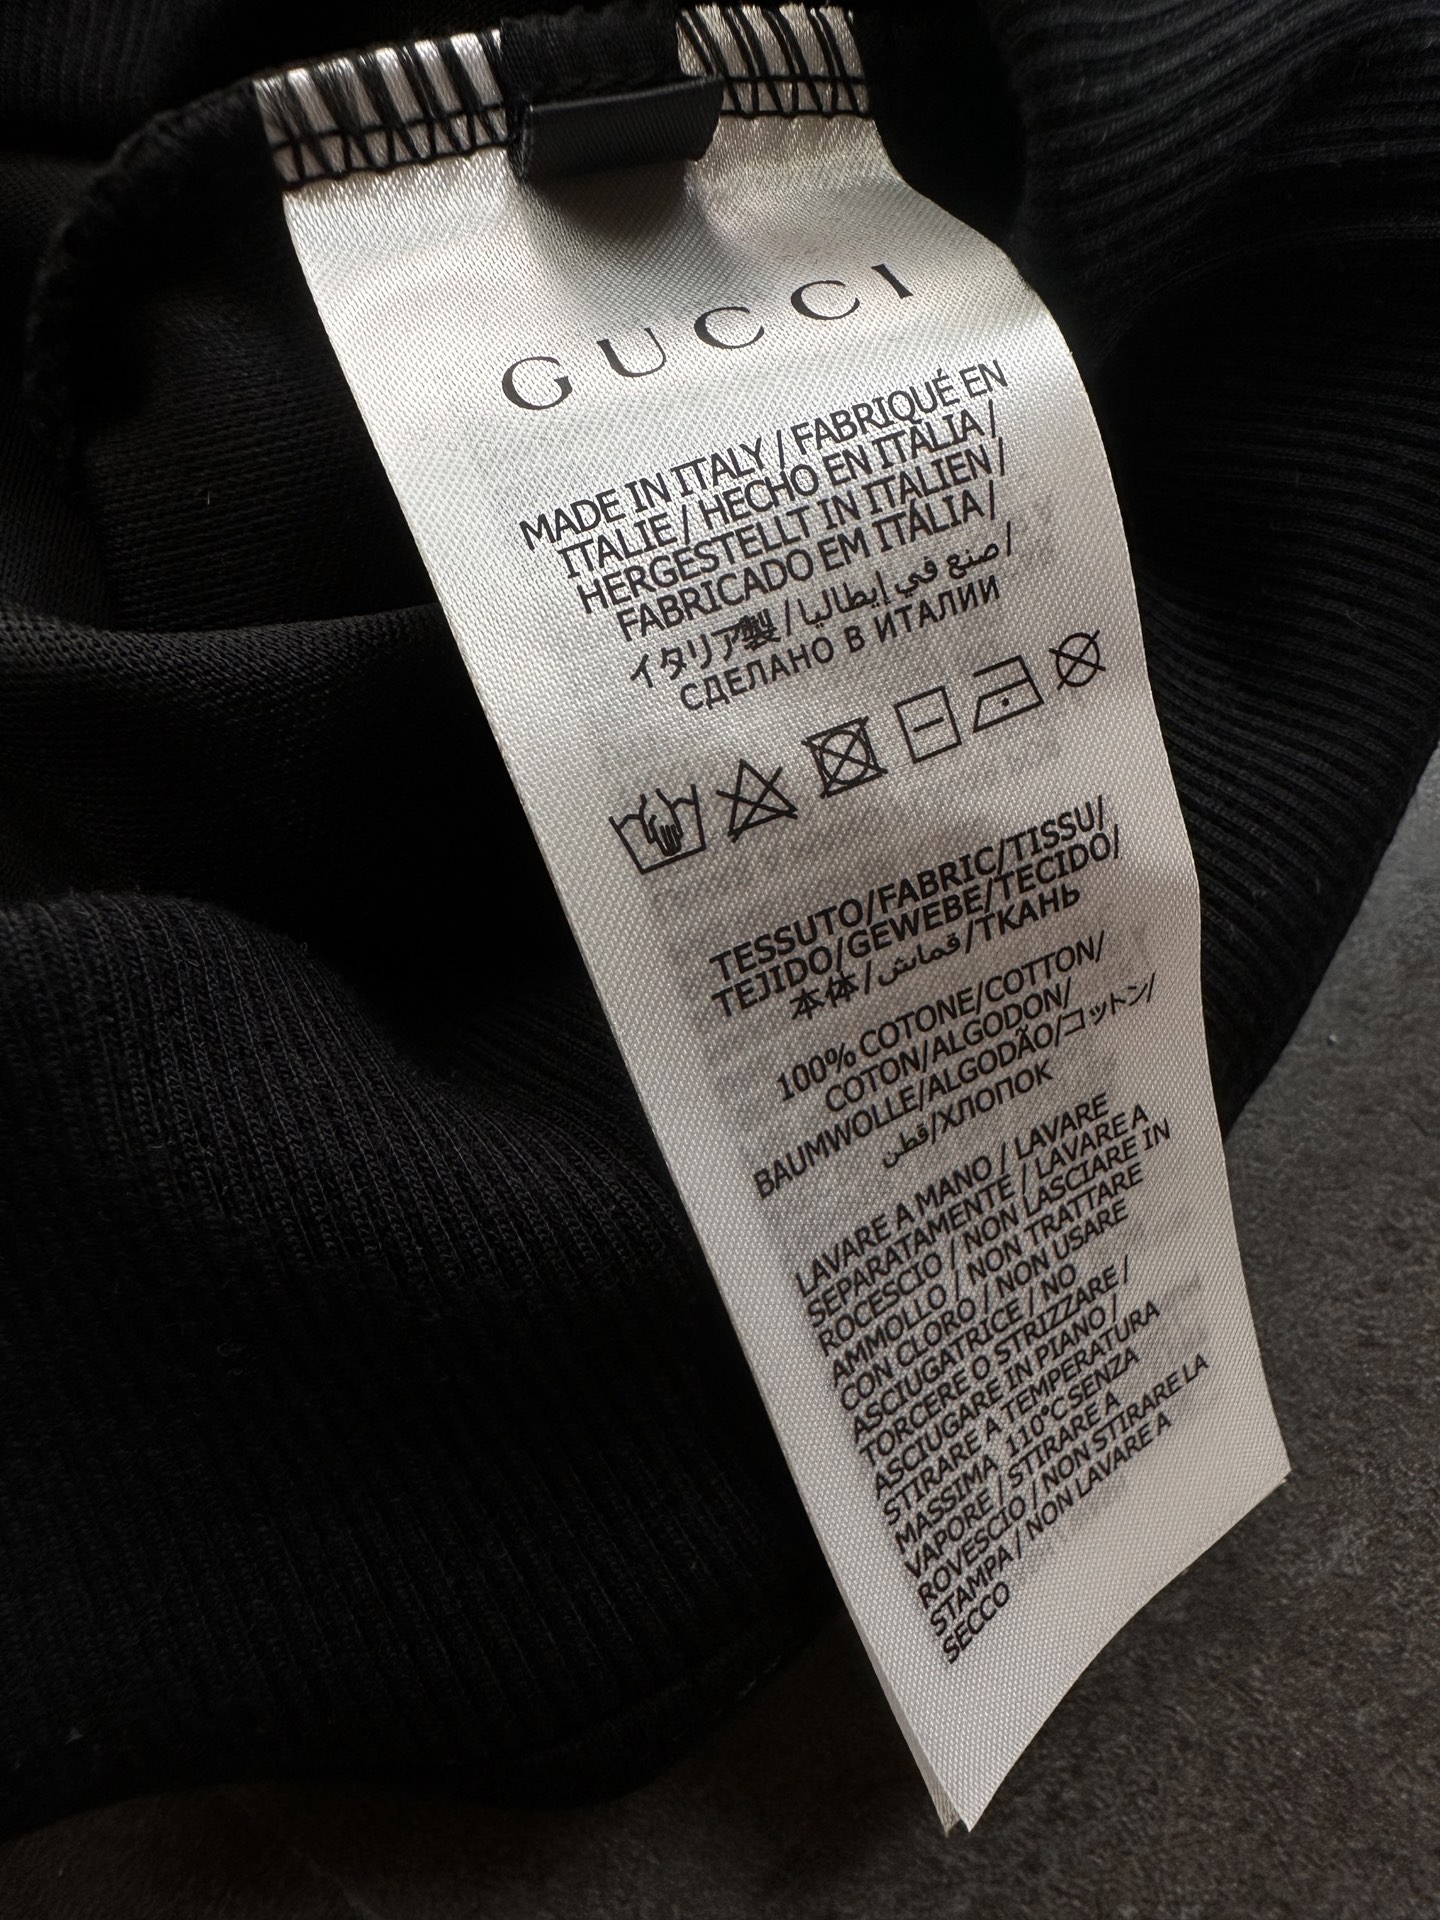 GUCCI
MADE IN ITALY / FABRIQUÉ EN
ITALIE / HECHO EN ITALIA /
HERGESTELLT IN ITALIEN /
FABRICADO EM ITÁLIA /
イタリア製 / صنع في إيطاليا /
СДЕЛАНО В ИТАЛИИ
TESSUTO/FABRIC/TISSU/
TEJIDO/GEWEBE/TECIDO/
本体/قماش/ТКАНЬ
100% COTONE/COTTON/
COTON/ALGODON/
BAUMWOLLE/ALGODÃO/コットン/
قطن/ХЛОПОК
LAVARE A MANO / LAVARE
SEPARATAMENTE / LAVARE A
ROCESCIO / NON LASCIARE IN
AMMOLLO / NON TRATTARE
CON CLORO / NON USARE
ASCIUGATRICE / NO
TORCERE O STRIZZARE /
ASCIUGARE IN PIANO /
STIRARE A TEMPERATURA
MASSIMA 110°C SENZA
VAPORE / STIRARE A
ROVESCIO / NON STIRARE LA
STAMPA / NON LAVARE A
SECCO